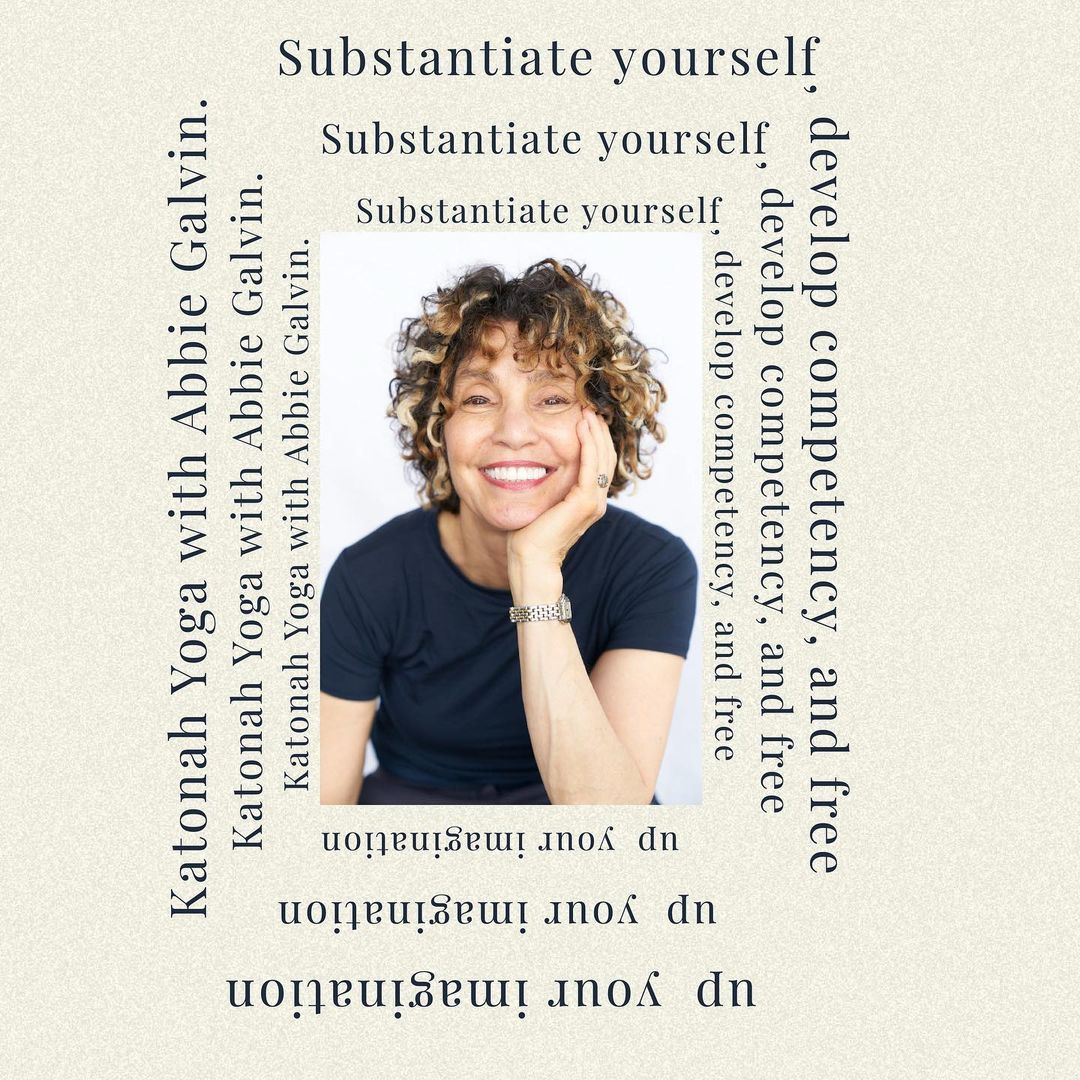 Substantiate yourself,
develop competency, and free
up your imagination
Katonah Yoga with Abbie Galvin.
Substantiate yourself,
develop competency, and free
up your imagination
Katonah Yoga with Abbie Galvin.
Substantiate yourself,
develop competency, and free
up your imagination
Katonah Yoga with Abbie Galvin.